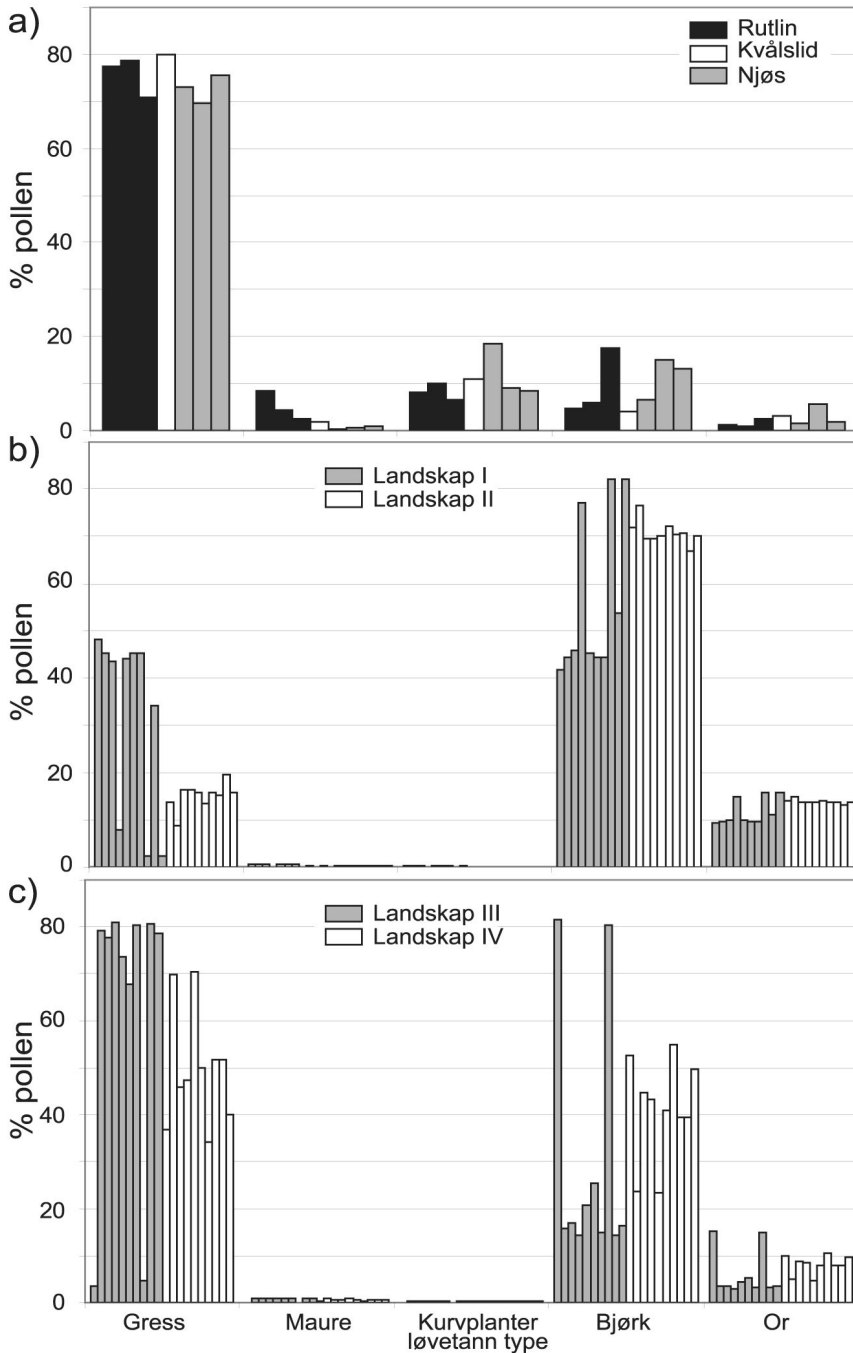 a)
Rutlin
Kvålslid
Njøs
80
60
40
20
0
% pollen
b)
Landskap I
Landskap II
80
60
40
20
0
% pollen
c)
Landskap III
Landskap IV
80
60
40
20
0
% pollen
Gress Maure Kurvplanter Bjørk Or
løvetann type